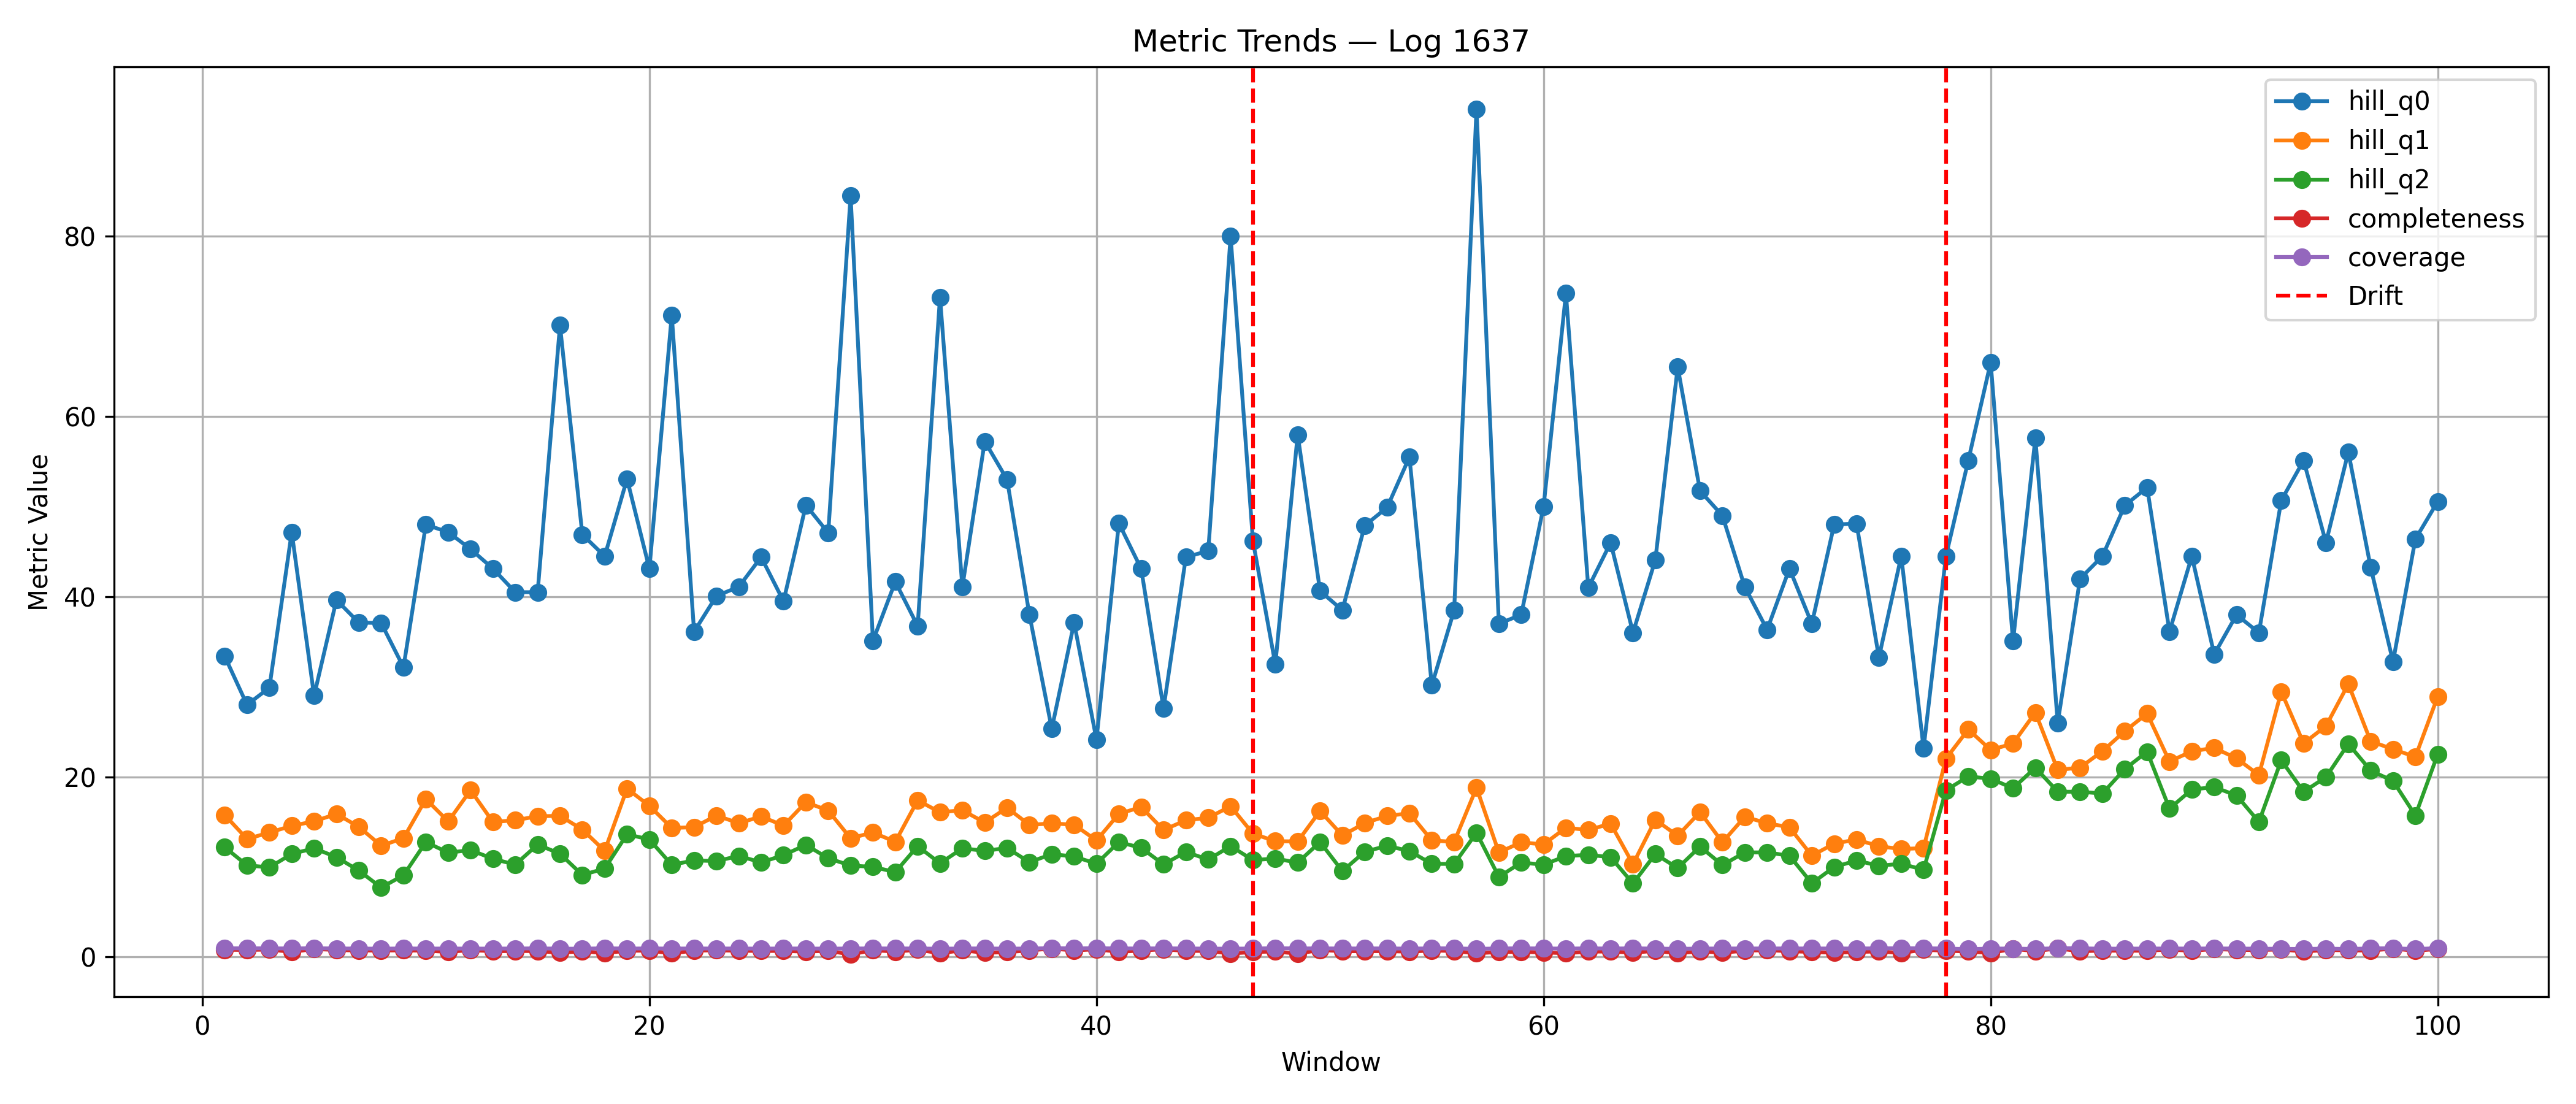 Metric Trends — Log 1637
hill_q0
hill_q1
hill_q2
completeness
coverage
Drift
Metric Value
80
60
40
20
0
0
20
40
60
80
100
Window